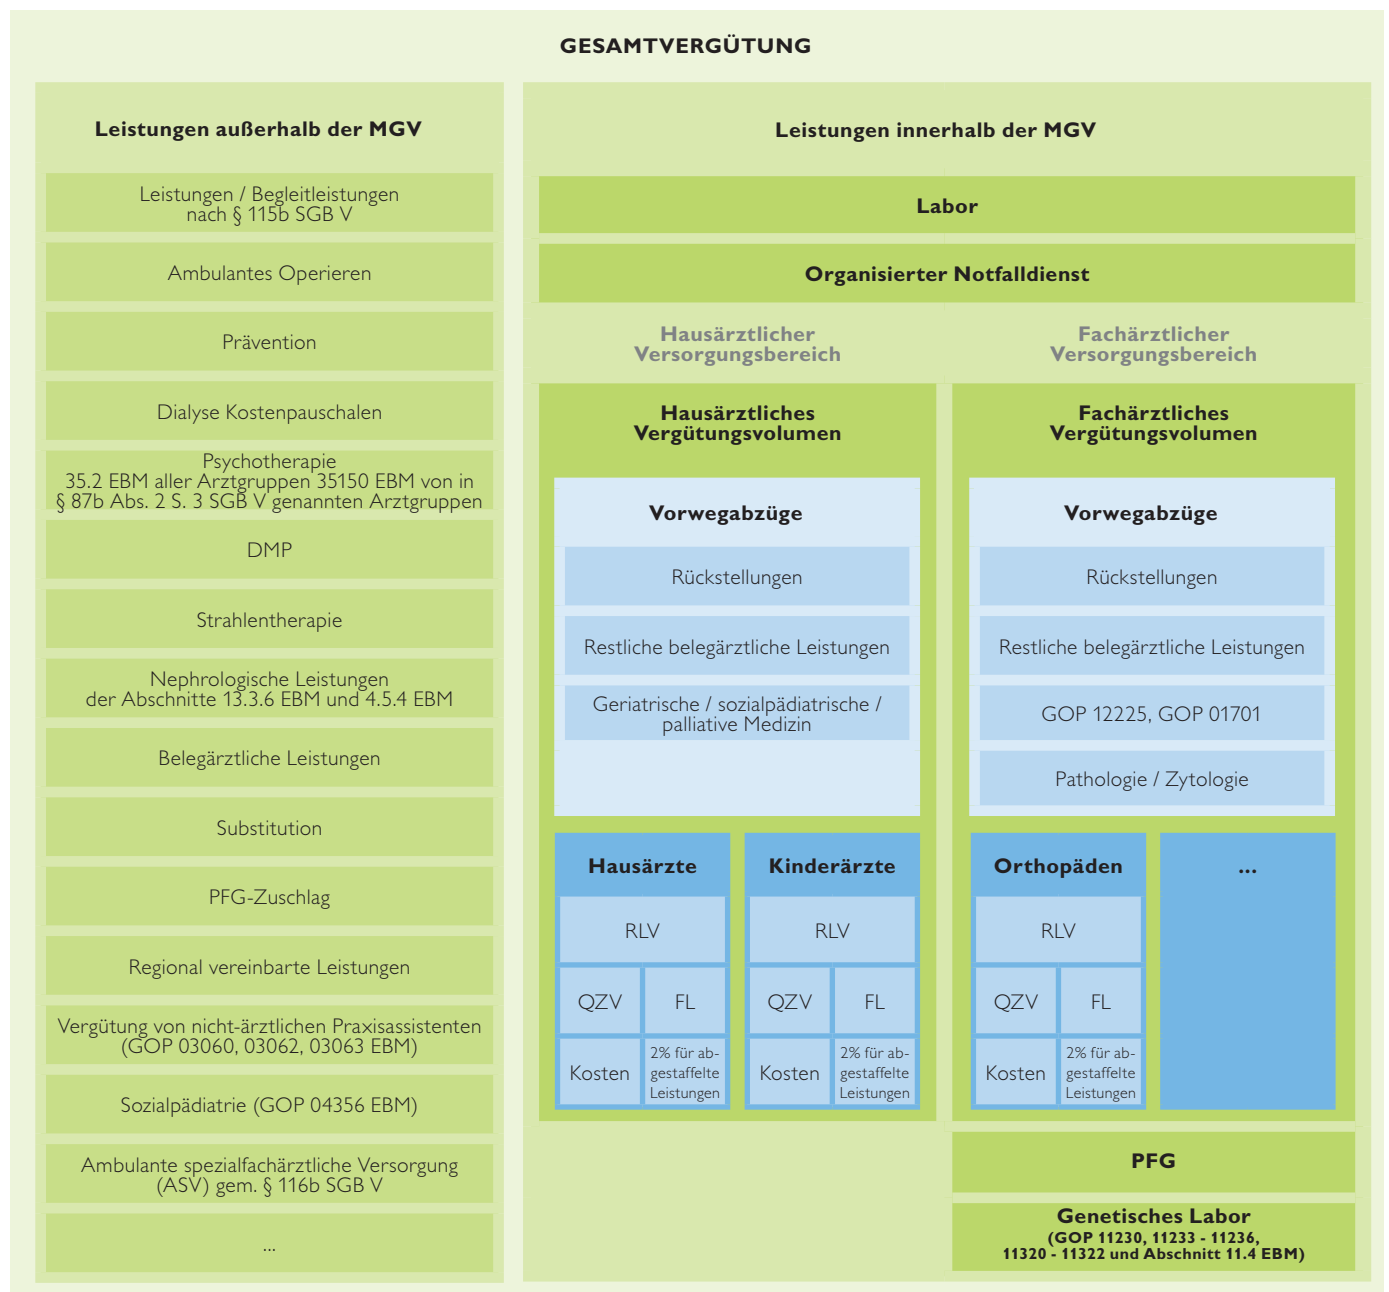 GESAMTVERGÜTUNG
Leistungen außerhalb der MGV
Leistungen / Begleitleistungen
nach § 115b SGB V
Ambulantes Operieren
Prävention
Dialyse Kostenpauschalen
Psychotherapie
35.2 EBM aller Arztgruppen 35150 EBM von in
§ 87b Abs. 2 S. 3 SGB V genannten Arztgruppen
DMP
Strahlentherapie
Nephrologische Leistungen
der Abschnitte 13.3.6 EBM und 4.5.4 EBM
Belegärztliche Leistungen
Substitution
PFG-Zuschlag
Regional vereinbarte Leistungen
Vergütung von nicht-ärztlichen Praxisassistenten
(GOP 03060, 03062, 03063 EBM)
Sozialpädiatrie (GOP 04356 EBM)
Ambulante spezialfachärztliche Versorgung
(ASV) gem. § 116b SGB V
...
Leistungen innerhalb der MGV
Labor
Organisierter Notfalldienst
Hausärztlicher
Versorgungsbereich
Hausärztliches
Vergütungsvolumen
Vorwegabzüge
Rückstellungen
Restliche belegärztliche Leistungen
Geriatrische / sozialpädiatrische /
palliative Medizin
Hausärzte
RLV
QZV
FL
Kosten
2% für ab-
gestaffelte
Leistungen
Kinderärzte
RLV
QZV
FL
Kosten
2% für ab-
gestaffelte
Leistungen
Fachärztlicher
Versorgungsbereich
Fachärztliches
Vergütungsvolumen
Vorwegabzüge
Rückstellungen
Restliche belegärztliche Leistungen
GOP 12225, GOP 01701
Pathologie / Zytologie
Orthopäden
RLV
QZV
FL
Kosten
2% für ab-
gestaffelte
Leistungen
...
PFG
Genetisches Labor
(GOP 11230, 11233 - 11236,
11320 - 11322 und Abschnitt 11.4 EBM)